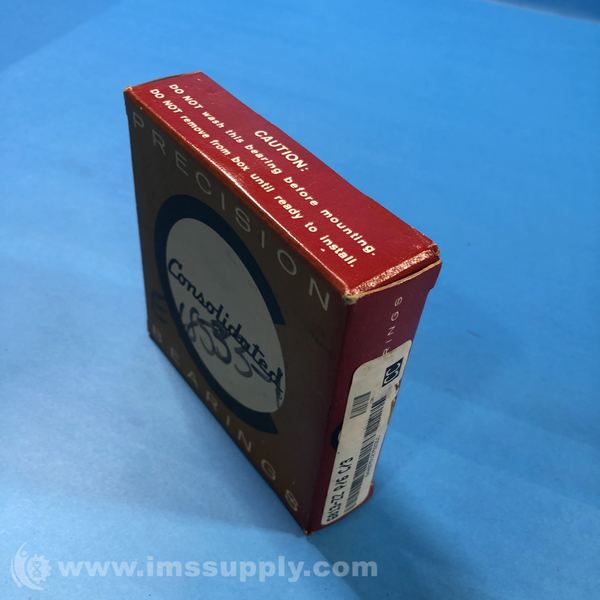 CAUTION:
DO NOT wash this bearing before mounting.
DO NOT remove from box until ready to install.
PRECISION
Consolidated
BEARINGS
RINGS
www.imssupply.com